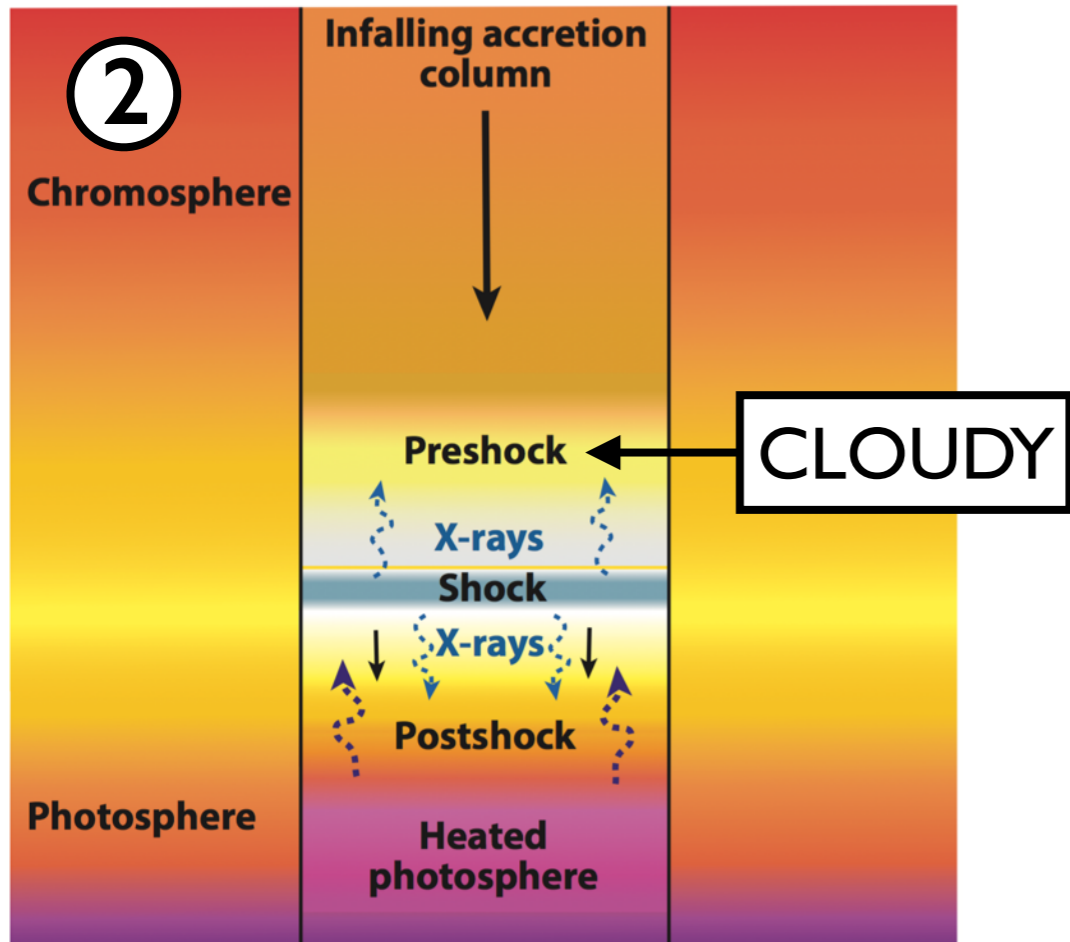 Infalling accretion
column
2
Chromosphere
Preshock
CLOUDY
X-rays
Shock
X-rays
Postshock
Photosphere
Heated
photosphere